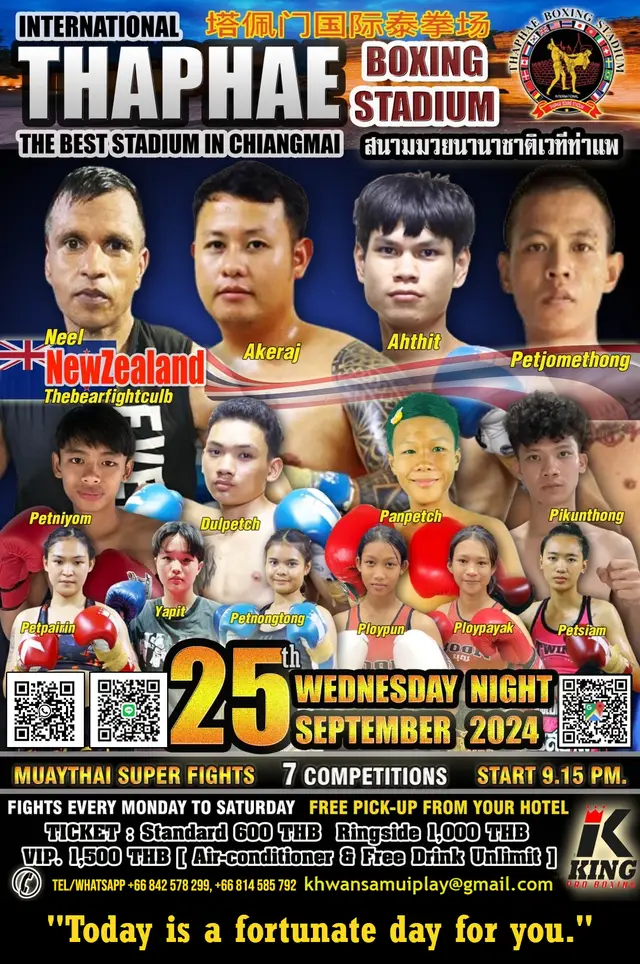 INTERNATIONAL
塔佩门国际泰拳场
THAPHAE
BOXING
STADIUM
THE BEST STADIUM IN CHIANGMAI
สนามมวยนานาชาติเวทีท่าแพ
THAPHAE BOXING STADIUM
Neel
NewZealand
Thebearfightculb
Akeraj
Ahthit
Petjomethong
Petniyom
Dulpetch
Panpetch
Pikunthong
Petpairin
Yapit
Petnongtong
Ploypun
Ploypayak
Petsiam
25th
WEDNESDAY NIGHT
SEPTEMBER 2024
MUAYTHAI SUPER FIGHTS 7 COMPETITIONS START 9.15 PM.
FIGHTS EVERY MONDAY TO SATURDAY FREE PICK-UP FROM YOUR HOTEL
TICKET : Standard 600 THB Ringside 1,000 THB
VIP. 1,500 THB [ Air-conditioner & Free Drink Unlimit ]
TEL/WHATSAPP +66 842 578 299, +66 814 585 792 khwansamuiplay@gmail.com
K
KING
PRO BOXING
"Today is a fortunate day for you."